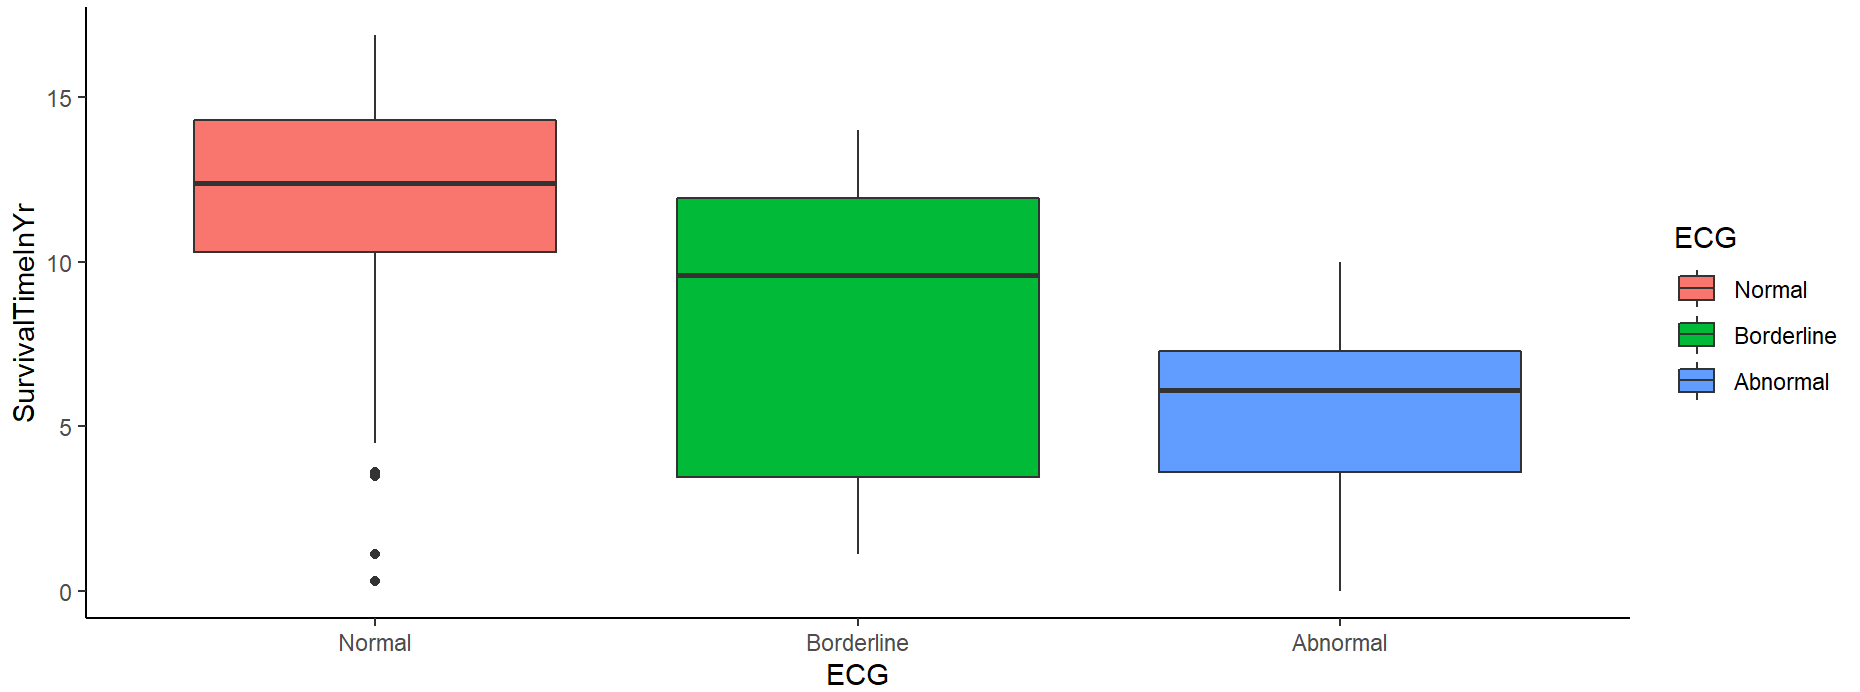 SurvivalTimeInYr
15
10
5
0
Normal
Borderline
Abnormal
ECG
ECG
Normal
Borderline
Abnormal